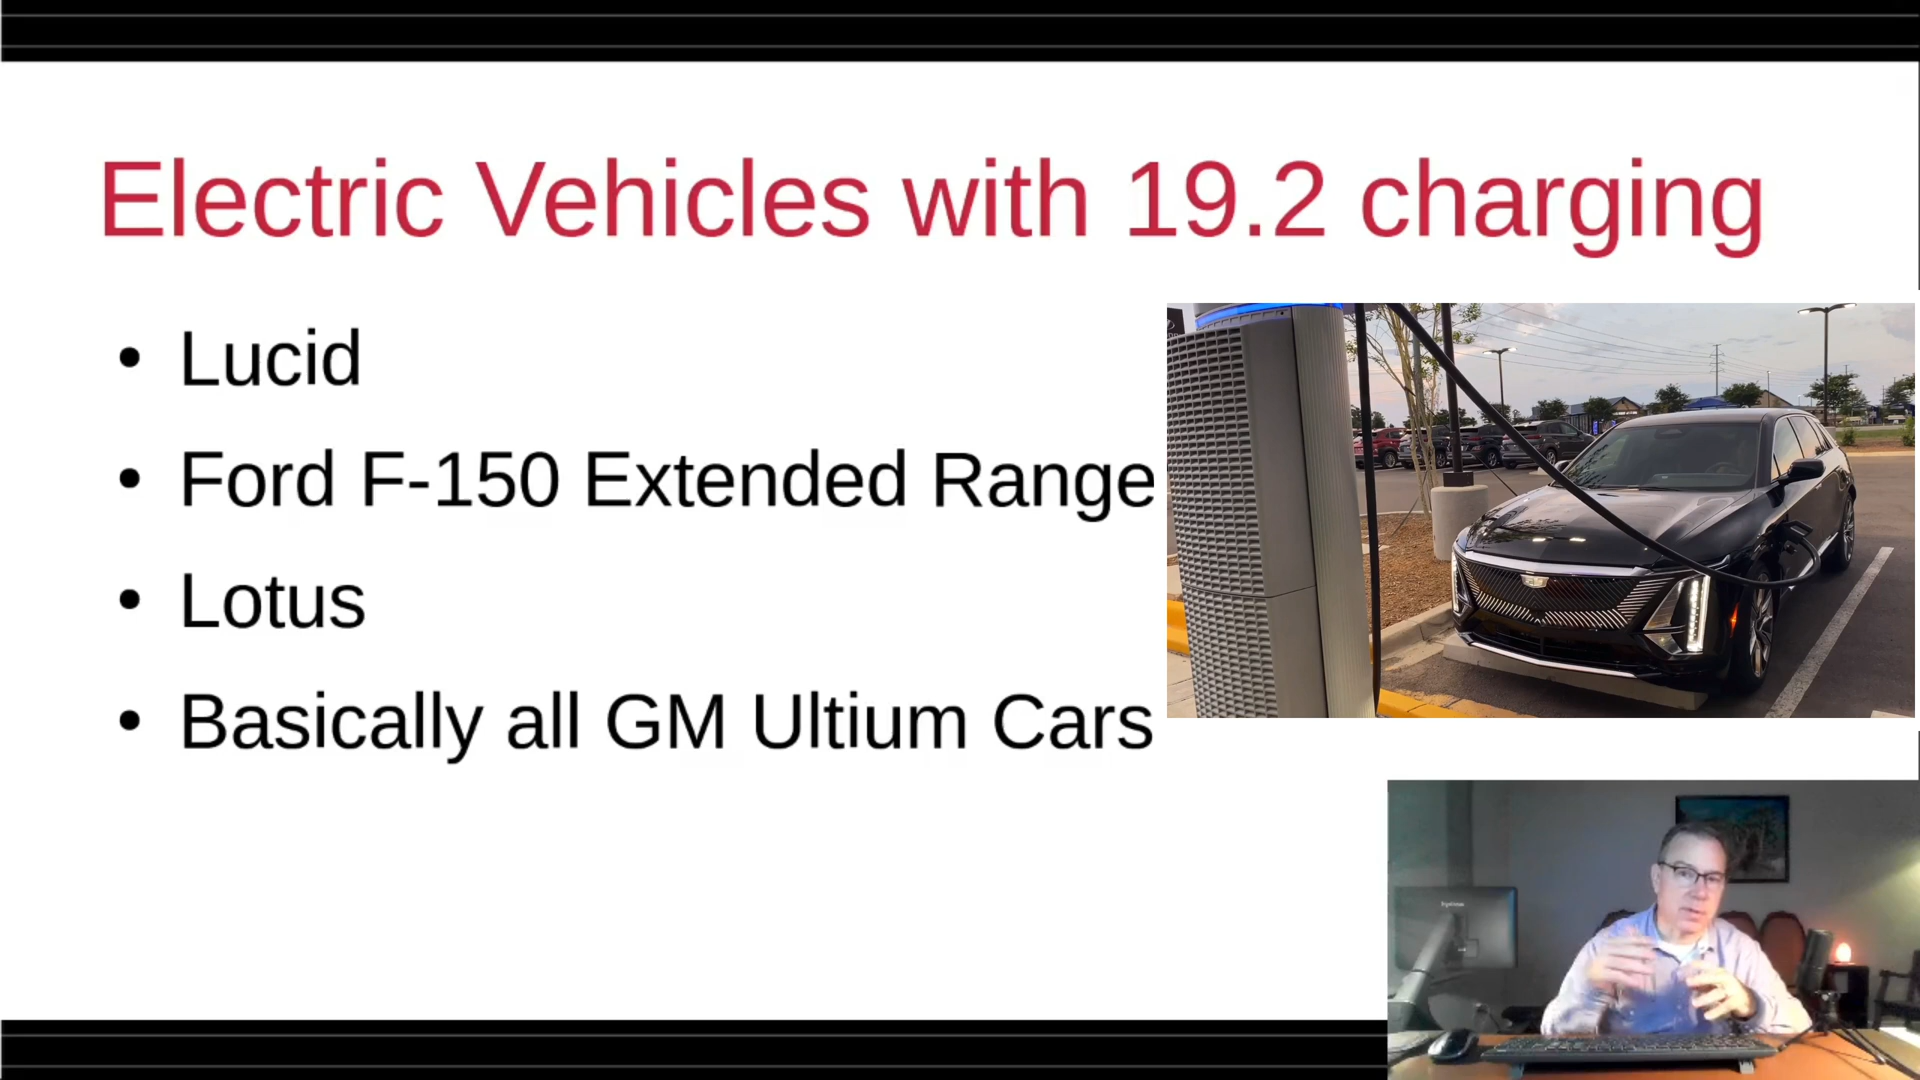 Electric Vehicles with 19.2 charging
• Lucid
• Ford F-150 Extended Range
• Lotus
• Basically all GM Ultium Cars